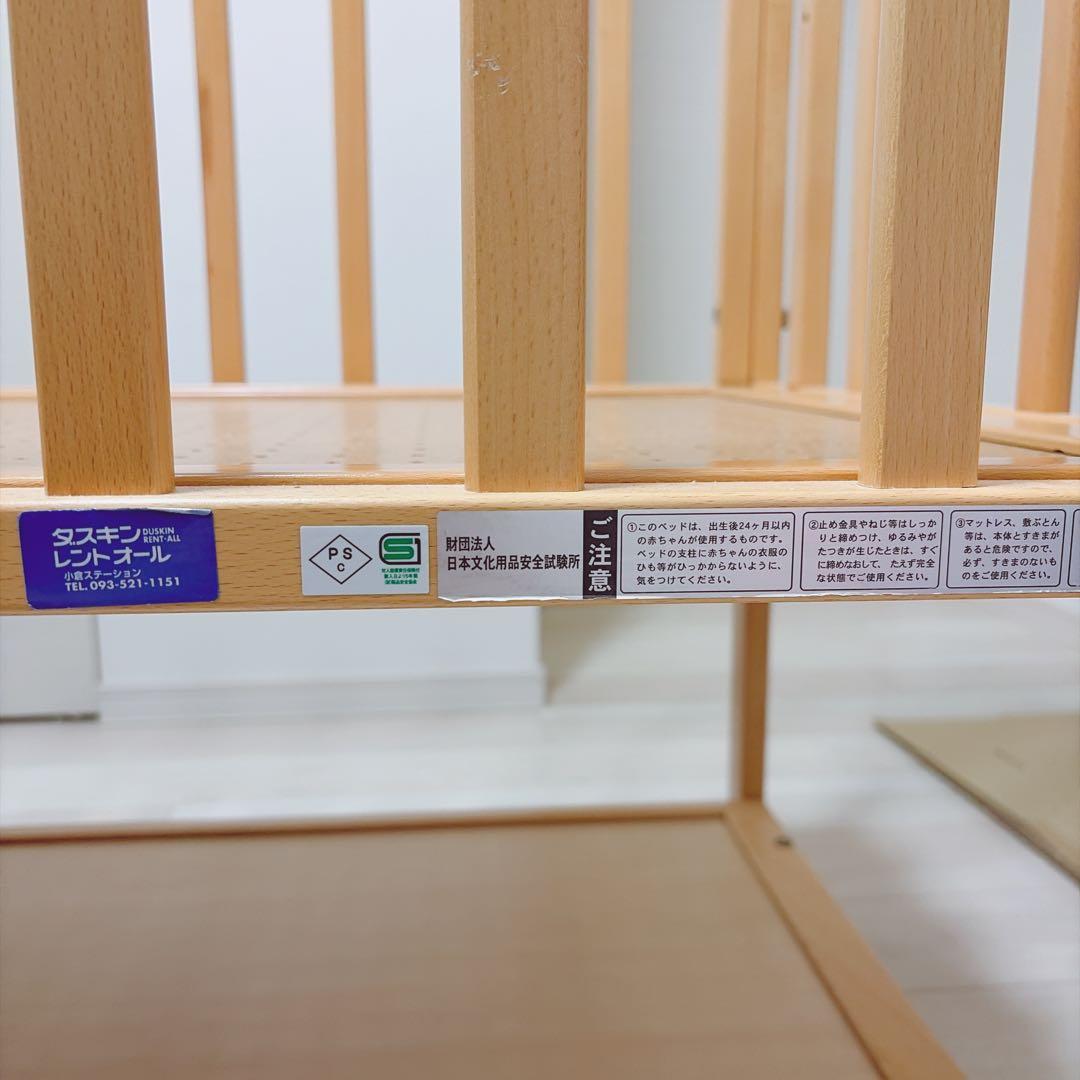 ダスキン
DUSKIN
RENT-ALL
レントオール
小倉ステーション
TEL. 093-521-1151
PS
C
財団法人
日本文化用品安全試験所
ご注意
①このベッドは、出生後24ヶ月以内
の赤ちゃんが使用するものです。
ベッドの支柱に赤ちゃんの衣服の
ひも等がひっかからないように、
気をつけてください。
②止め金具やねじ等はしっか
りと締めつけ、ゆるみやが
たつきが生じたときは、すぐ
に締めなおして、たえず完全
な状態でご使用ください。
③マットレス、敷ぶとん
等は、本体とすきまが
あると危険ですので、
必ず、すきまのないも
のをご使用ください。